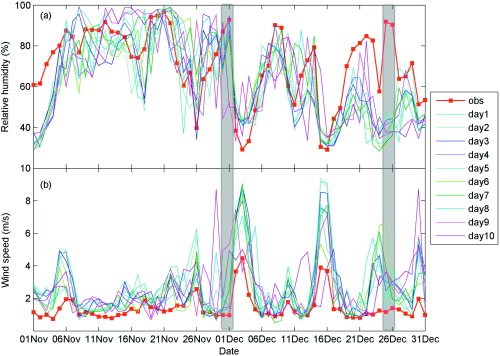 (a)
100
80
60
40
Relative humidity (%)
(b)
10
8
6
4
2
Wind speed (m/s)
01Nov 06Nov 11Nov 16Nov 21Nov 26Nov 01Dec 06Dec 11Dec 16Dec 21Dec 26Dec 31Dec
Date
obs
day1
day2
day3
day4
day5
day6
day7
day8
day9
day10